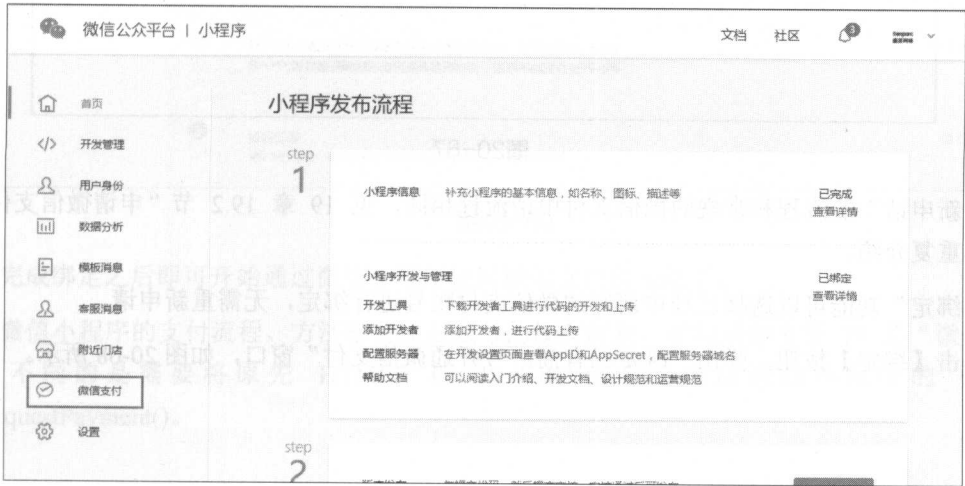 微信公众平台 | 小程序
文档 社区 3
首页
开发管理
用户身份
数据分析
模板消息
客服消息
附近门店
微信支付
设置
小程序发布流程
step
1
小程序信息 补充小程序的基本信息，如名称、图标、描述等 已完成
查看详情
小程序开发与管理 已绑定
查看详情
开发工具 下载开发者工具进行代码的开发和上传
添加开发者 添加开发者，进行代码上传
配置服务器 在开发设置页面查看AppID和AppSecret，配置服务器域名
帮助文档 可以阅读入门介绍、开发文档、设计规范和运营规范
step
2